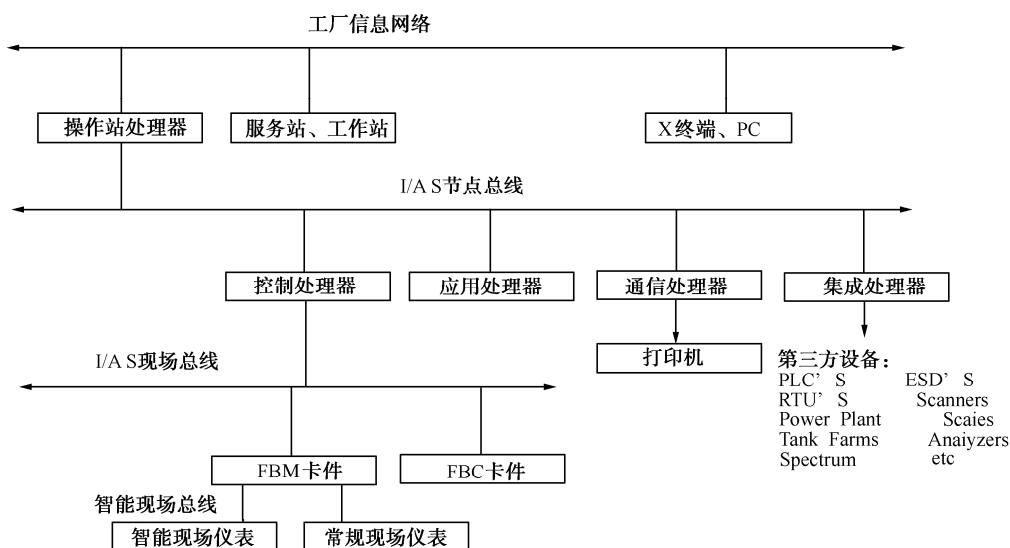 工厂信息网络
操作站处理器
服务站、工作站
X终端、PC
I/A S节点总线
控制处理器
应用处理器
通信处理器
集成处理器
打印机
第三方设备：
PLC’S ESD’S
RTU’S Scanners
Power Plant Scaies
Tank Farms Anaiyzers
Spectrum etc
I/A S现场总线
FBM卡件
FBC卡件
智能现场总线
智能现场仪表
常规现场仪表